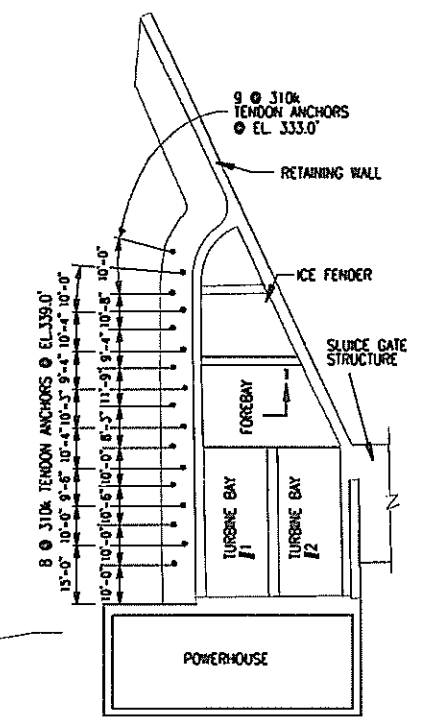 9 @ 310k
TENDON ANCHORS
@ EL. 333.0'
RETAINING WALL
ICE FENDER
SLUICE GATE
STRUCTURE
8 @ 310k TENDON ANCHORS @ EL.339.0'
15'-0" 10'-0" 9'-6" 10'-4" 10'-3" 9'-4" 10'-4" 10'-0"
10'-0" 10'-0" 10'-6" 10'-0" 8'-3" 11'-9" 9'-4" 10'-8" 10'-0"
FOREBAY
TURBINE BAY
#1
TURBINE BAY
#2
N
POWERHOUSE